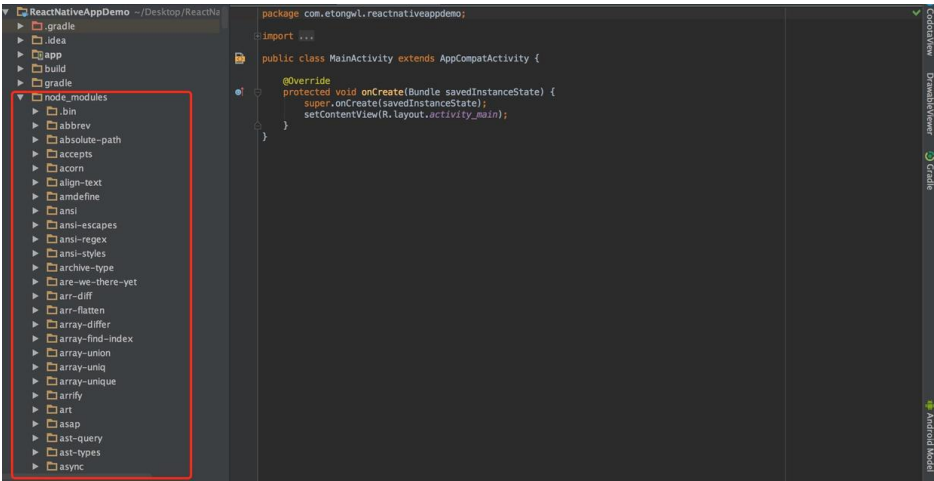 ReactNativeAppDemo ~/Desktop/ReactNa
.gradle
.idea
app
build
gradle
node_modules
.bin
abbrev
absolute-path
accepts
acorn
align-text
amdefine
ansi
ansi-escapes
ansi-regex
ansi-styles
archive-type
are-we-there-yet
arr-diff
arr-flatten
array-differ
array-find-index
array-union
array-uniq
array-unique
arrify
art
asap
ast-query
ast-types
async
package com.etongwl.reactnativeappdemo;
import ...
public class MainActivity extends AppCompatActivity {
@Override
protected void onCreate(Bundle savedInstanceState) {
super.onCreate(savedInstanceState);
setContentView(R.layout.activity_main);
}
}
CodotaView
DrawableViewer
Gradle
Android Model